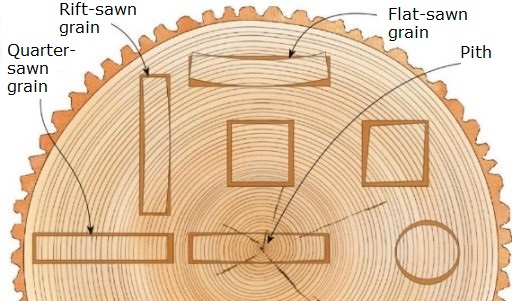 Rift-sawn
grain
Flat-sawn
grain
Quarter-
sawn
grain
Pith